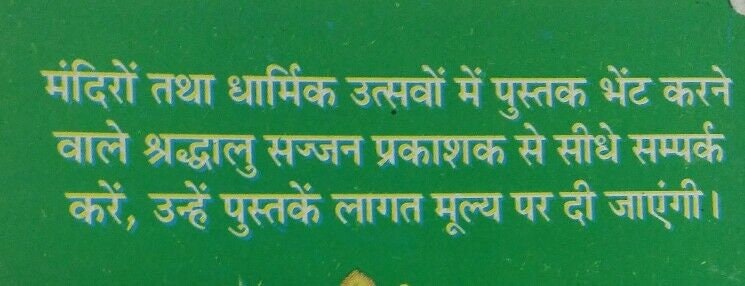 मंदिरों तथा धार्मिक उत्सवों में पुस्तक भेंट करने
वाले श्रद्धालु सज्जन प्रकाशक से सीधे सम्पर्क
करें, उन्हें पुस्तकें लागत मूल्य पर दी जाएंगी।